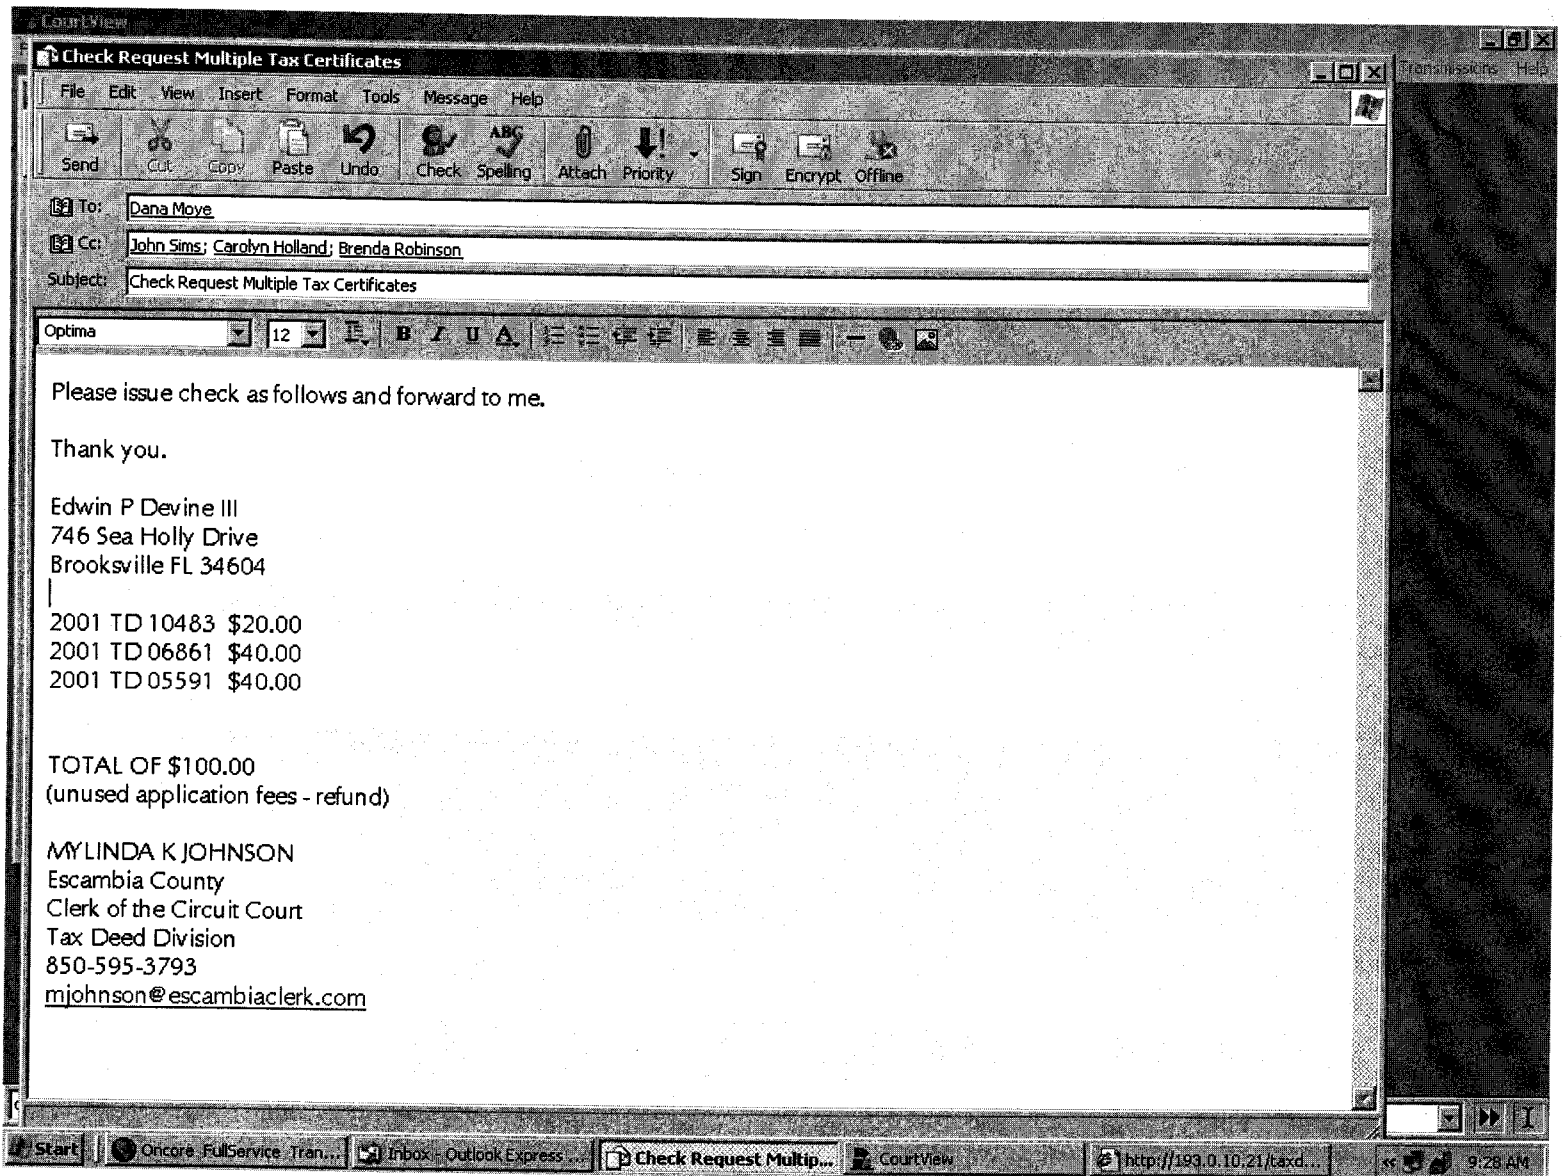 CourtView
Check Request Multiple Tax Certificates
Transmissions Help
File Edit View Insert Format Tools Message Help
ABC
Send Cut Copy Paste Undo Check Spelling Attach Priority Sign Encrypt Offline
To: Dana Moye
Cc: John Sims; Carolyn Holland; Brenda Robinson
Subject: Check Request Multiple Tax Certificates
Optima 12 B I U A
Please issue check as follows and forward to me.
Thank you.
Edwin P Devine III
746 Sea Holly Drive
Brooksville FL 34604
2001 TD 10483 $20.00
2001 TD 06861 $40.00
2001 TD 05591 $40.00
TOTAL OF $100.00
(unused application fees - refund)
MYLINDA K JOHNSON
Escambia County
Clerk of the Circuit Court
Tax Deed Division
850-595-3793
mjohnson@escambiaclerk.com
Start Oncore FullService Tran... Inbox - Outlook Express ... Check Request Multip... CourtView http://193.0.10.21/taxd... 9:28 AM